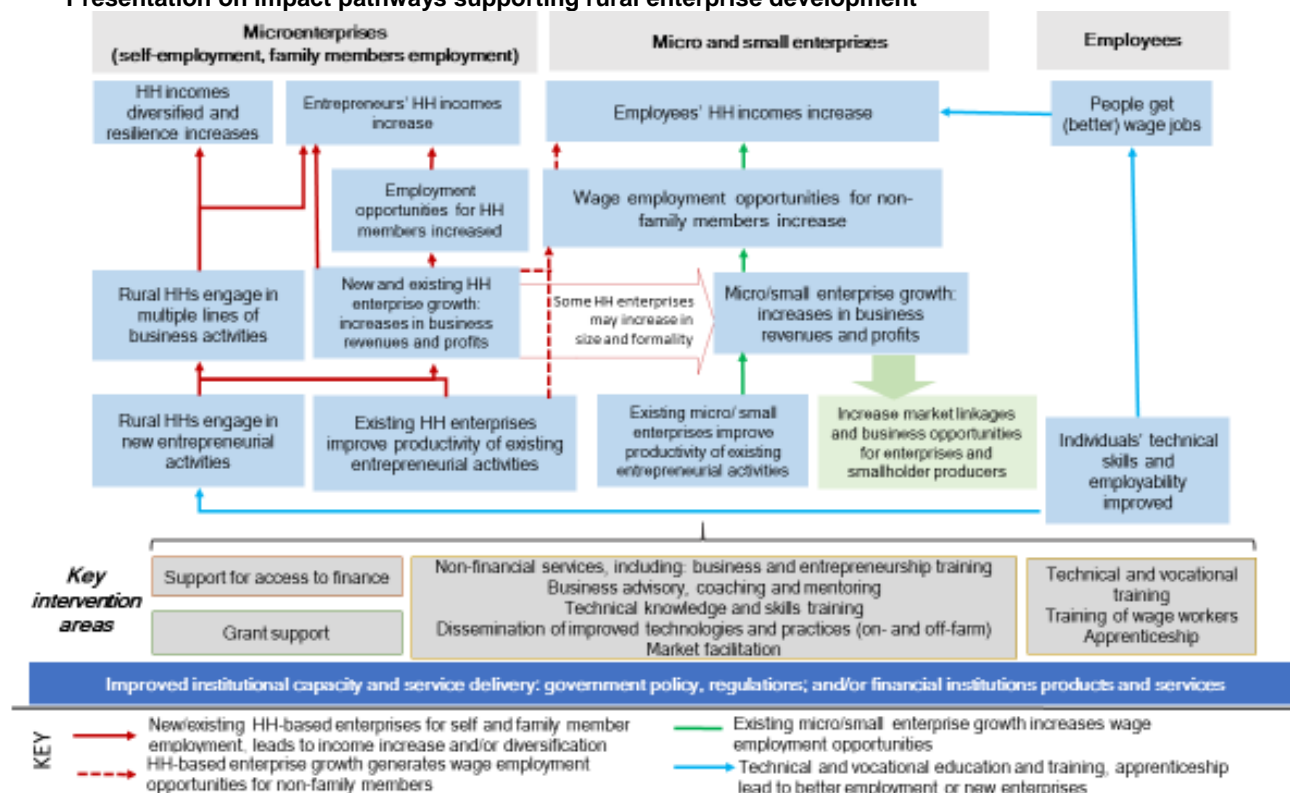 Presentation on impact pathways supporting rural enterprise development
Microenterprises
(self-employment, family members employment)
Micro and small enterprises
Employees
HH incomes
diversified and
resilience increases
Entrepreneurs' HH incomes
increase
Employees' HH incomes increase
People get
(better) wage jobs
Employment
opportunities for HH
members increased
Wage employment opportunities for non-
family members increase
Rural HHs engage in
multiple lines of
business activities
New and existing HH
enterprise growth:
increases in business
revenues and profits
Some HH enterprises
may increase in
size and formality
Micro/small enterprise growth:
increases in business
revenues and profits
Rural HHs engage in
new entrepreneurial
activities
Existing HH enterprises
improve productivity of existing
entrepreneurial activities
Existing micro/ small
enterprises improve
productivity of existing
entrepreneurial activities
Increase market linkages
and business opportunities
for enterprises and
smallholder producers
Individuals' technical
skills and
employability
improved
Key
intervention
areas
Support for access to finance
Grant support
Non-financial services, including: business and entrepreneurship training
Business advisory, coaching and mentoring
Technical knowledge and skills training
Dissemination of improved technologies and practices (on- and off-farm)
Market facilitation
Technical and vocational
training
Training of wage workers
Apprenticeship
Improved institutional capacity and service delivery: government policy, regulations; and/or financial institutions products and services
KEY
New/existing HH-based enterprises for self and family member
employment, leads to income increase and/or diversification
HH-based enterprise growth generates wage employment
opportunities for non-family members
Existing micro/small enterprise growth increases wage
employment opportunities
Technical and vocational education and training, apprenticeship
lead to better employment or new enterprises